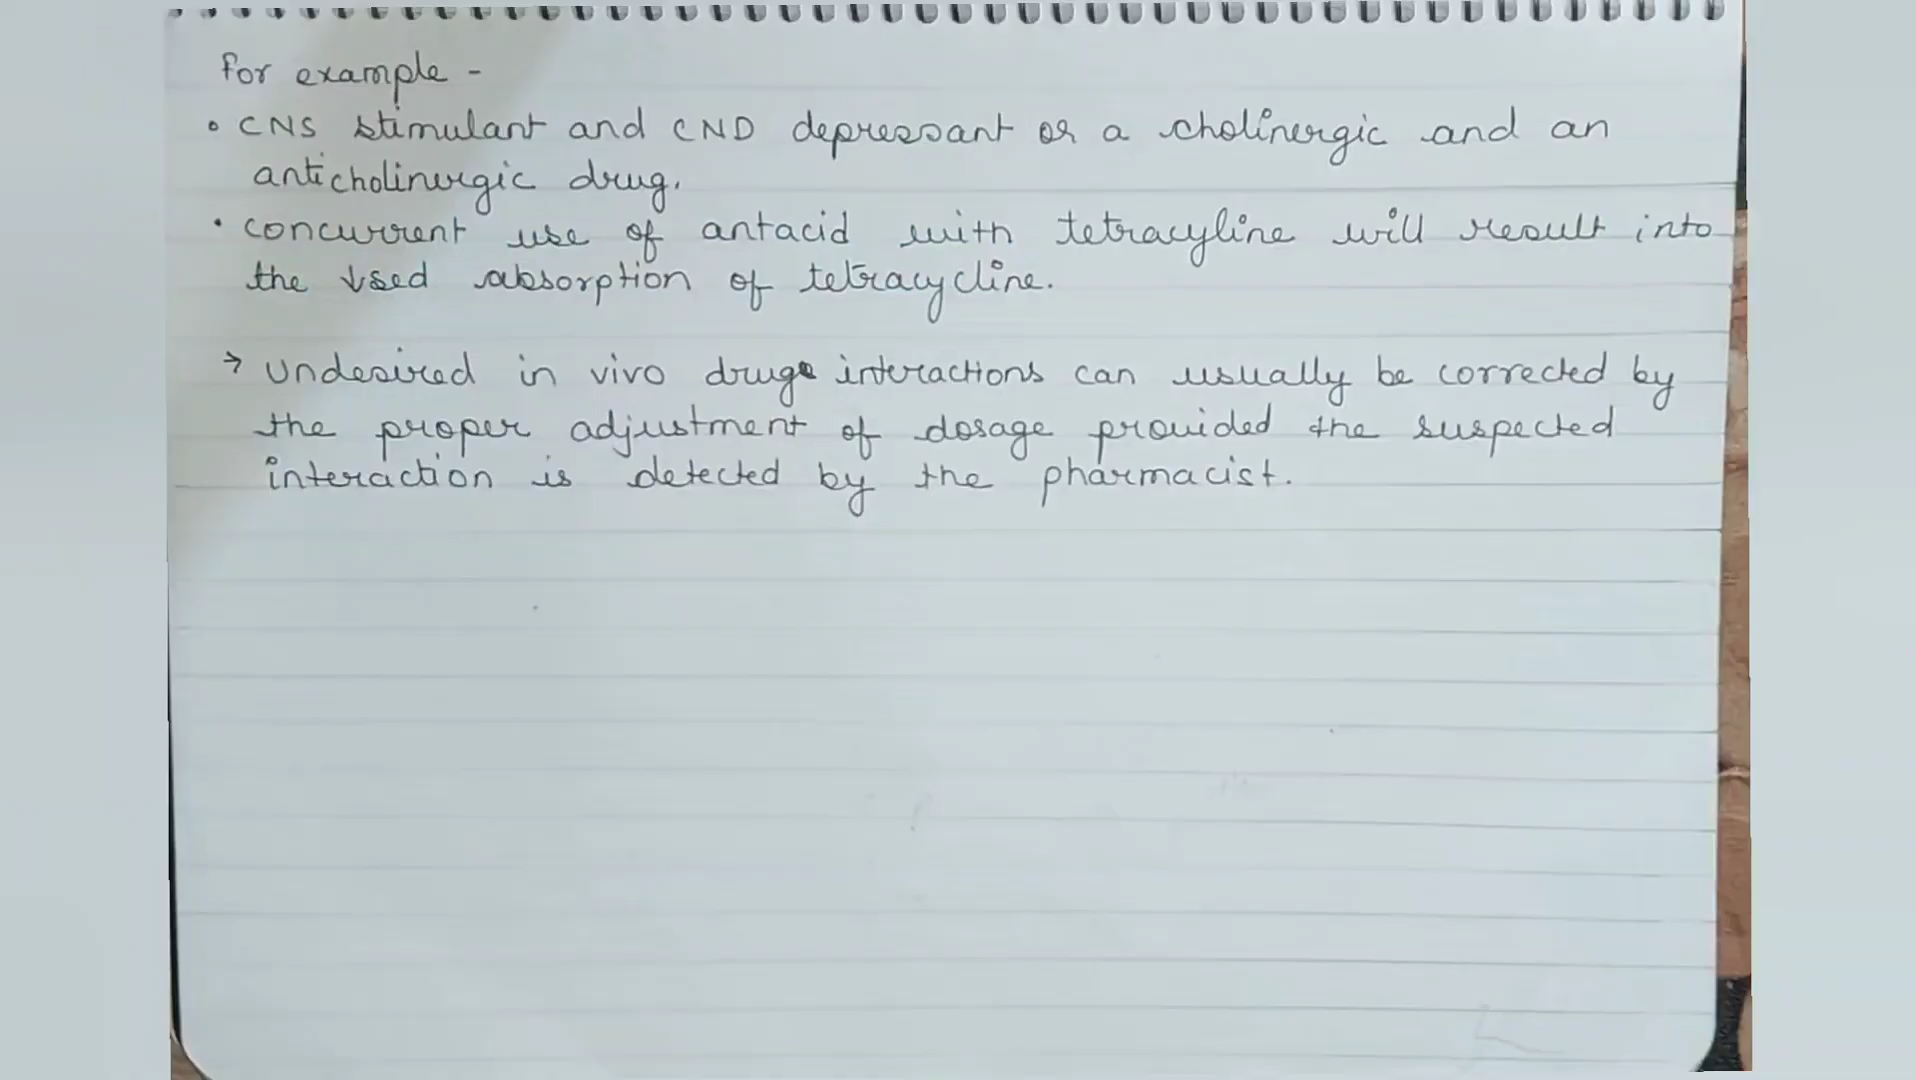 For example -
• CNS stimulant and CND depressant or a cholinergic and an
anticholinergic drug.
• concurrent use of antacid with tetracyline will result into
the ↓sed absorption of tetracycline.
→ Undesired in vivo drug interactions can usually be corrected by
the proper adjustment of dosage provided the suspected
interaction is detected by the pharmacist.